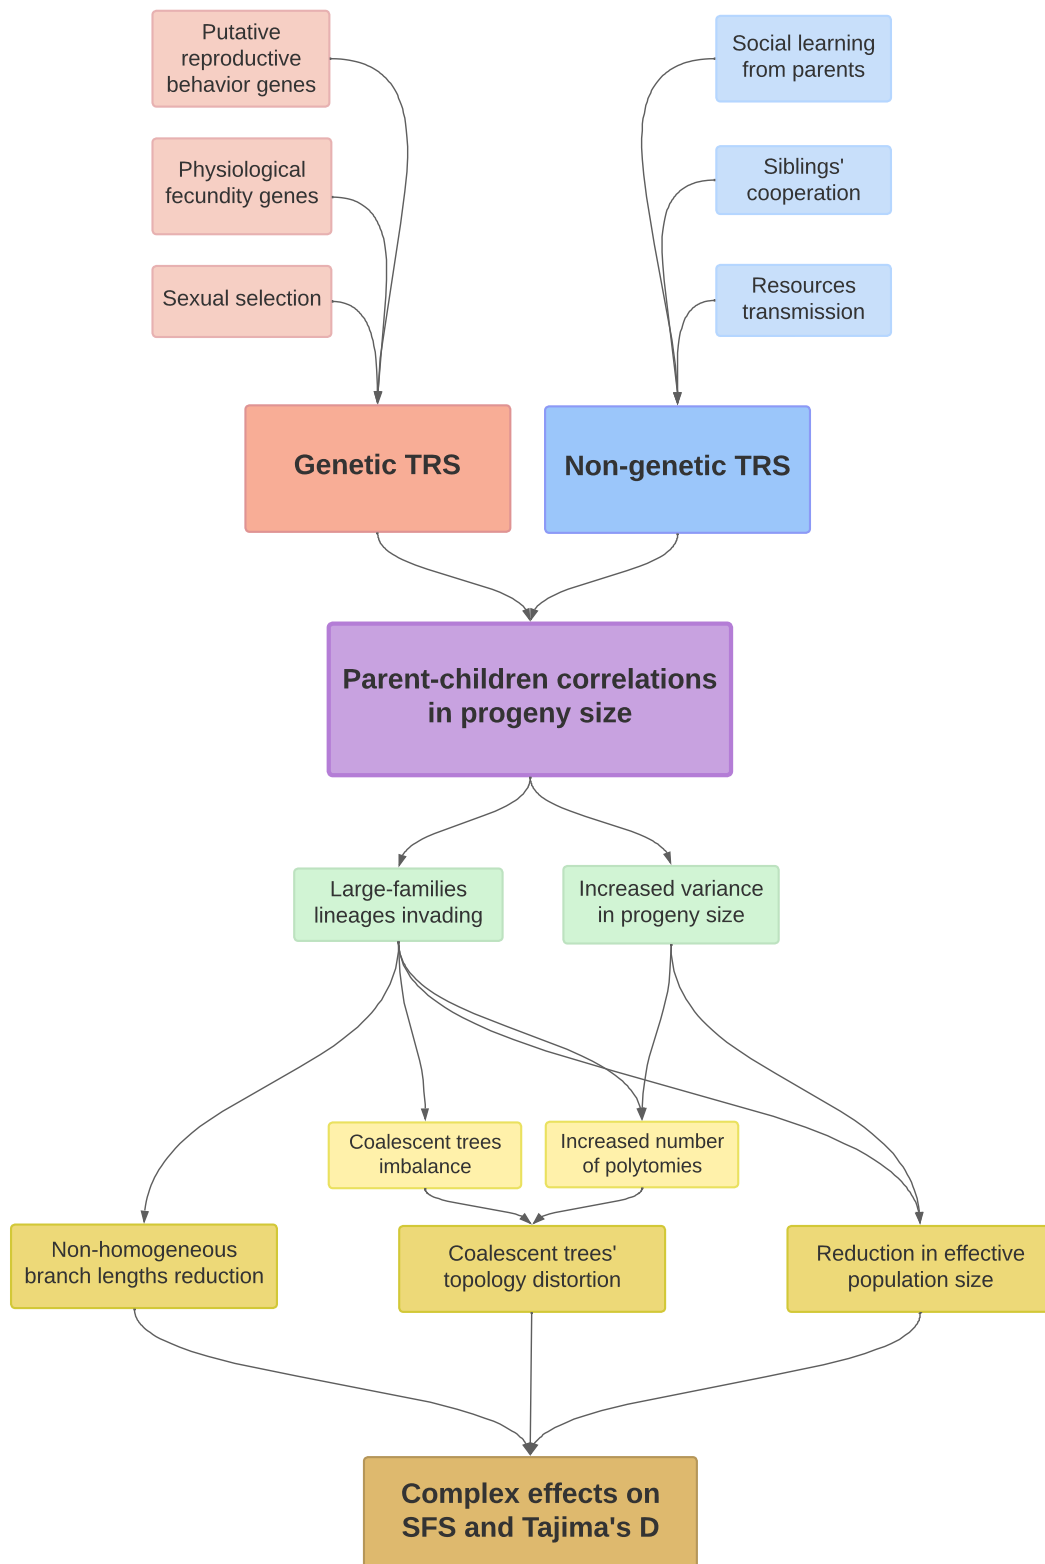 Putative
reproductive
behavior genes
Social learning
from parents
Physiological
fecundity genes
Siblings'
cooperation
Sexual selection
Resources
transmission
Genetic TRS
Non-genetic TRS
Parent-children correlations
in progeny size
Large-families
lineages invading
Increased variance
in progeny size
Coalescent trees
imbalance
Increased number
of polytomies
Non-homogeneous
branch lengths reduction
Coalescent trees'
topology distortion
Reduction in effective
population size
Complex effects on
SFS and Tajima's D